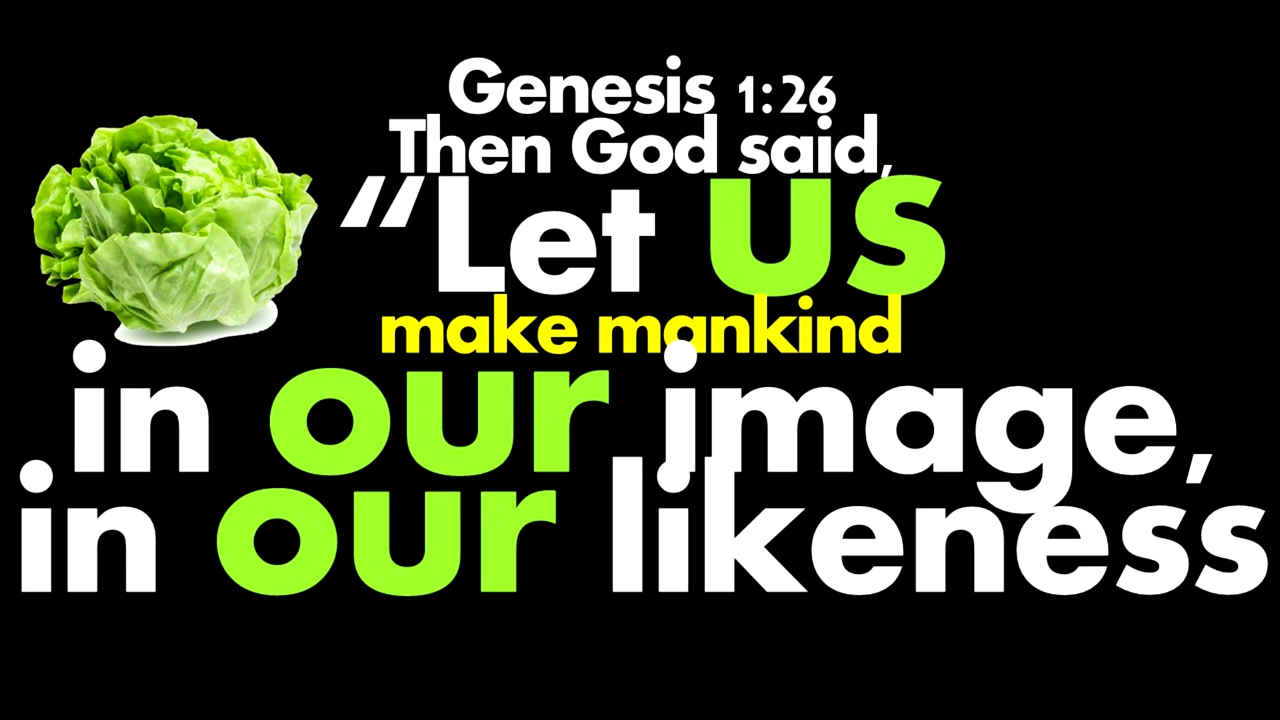 Genesis 1:26
Then God said,
“Let us
make mankind
in our image,
in our likeness